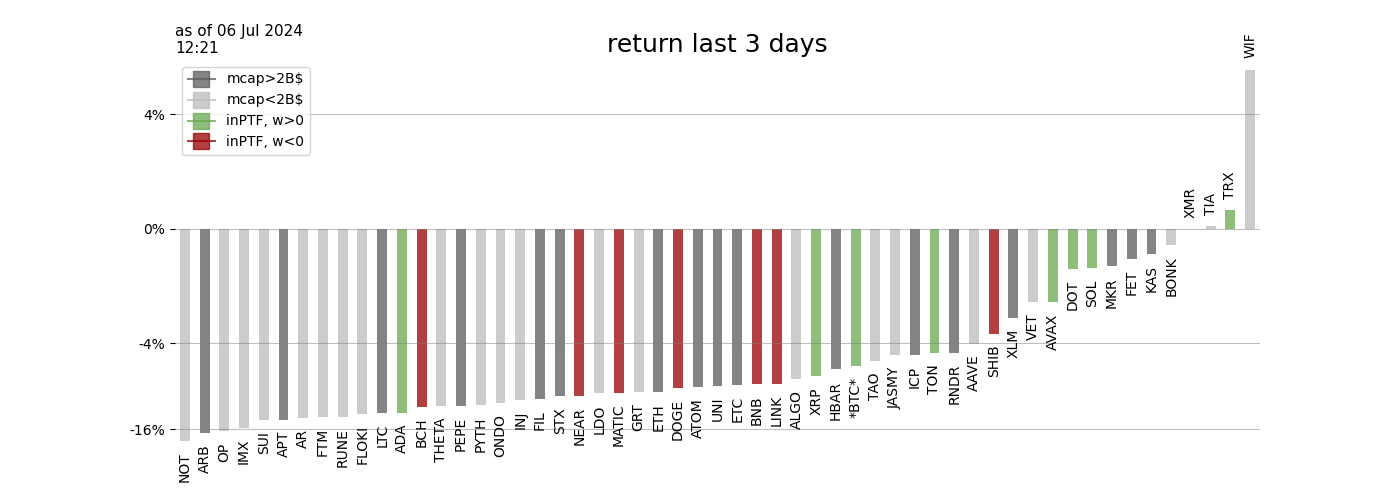 as of 06 Jul 2024
12:21
return last 3 days
mcap>2B$
mcap<2B$
inPTF, w>0
inPTF, w<0
4%
0%
-4%
-16%
NOT
ARB
OP
IMX
SUI
APT
AR
FTM
RUNE
FLOKI
LTC
ADA
BCH
THETA
PEPE
PYTH
ONDO
INJ
FIL
STX
NEAR
LDO
MATIC
GRT
ETH
DOGE
ATOM
UNI
ETC
BNB
LINK
ALGO
XRP
HBAR
*BTC*
TAO
JASMY
ICP
TON
RNDR
AAVE
SHIB
XLM
VET
AVAX
DOT
SOL
MKR
FET
KAS
BONK
XMR
TIA
TRX
WIF